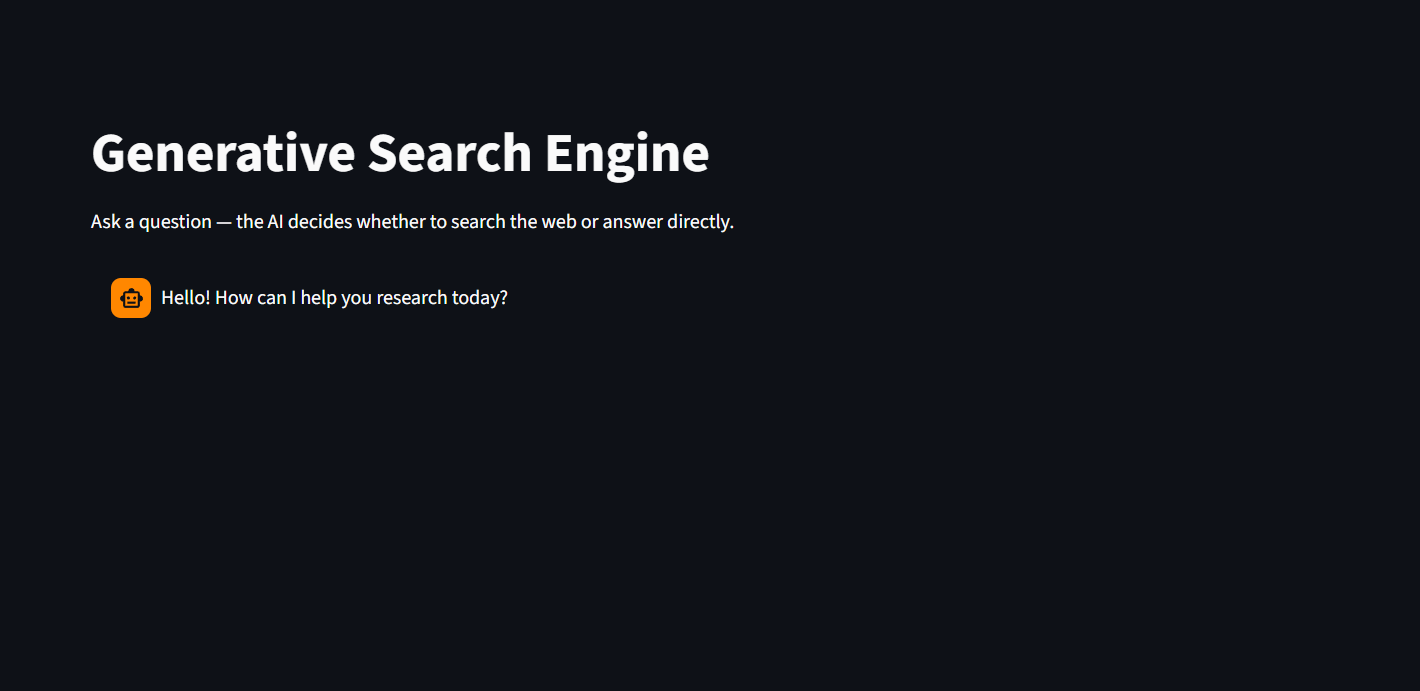 Generative Search Engine
Ask a question — the AI decides whether to search the web or answer directly.
Hello! How can I help you research today?